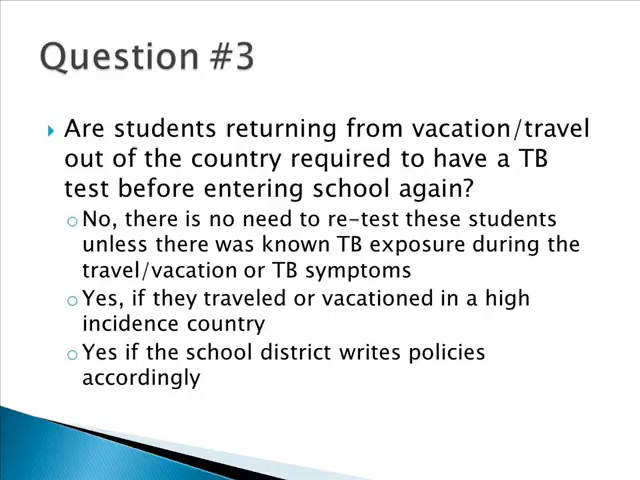 Question #3
Are students returning from vacation/travel
out of the country required to have a TB
test before entering school again?
No, there is no need to re-test these students
unless there was known TB exposure during the
travel/vacation or TB symptoms
Yes, if they traveled or vacationed in a high
incidence country
Yes if the school district writes policies
accordingly